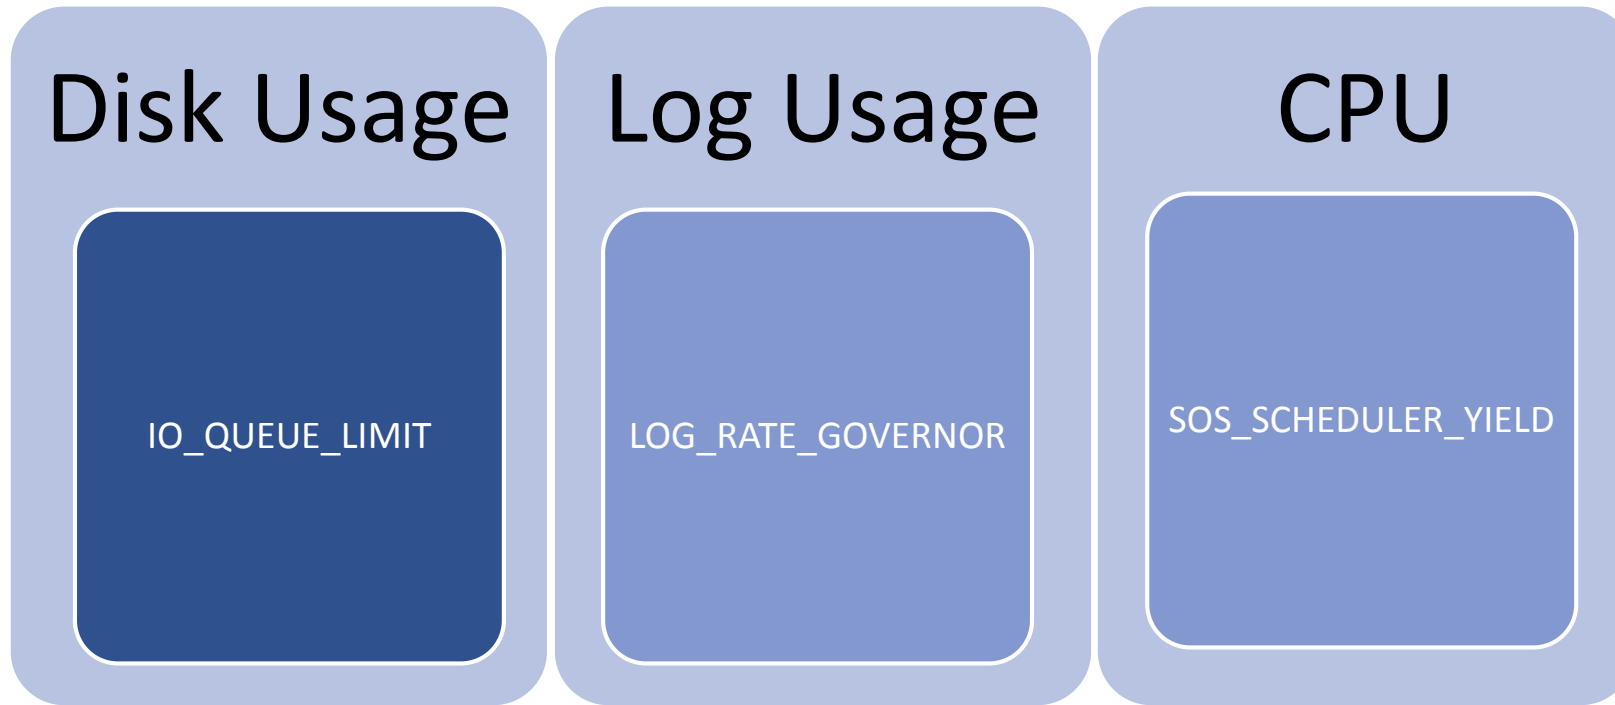 Disk Usage
IO_QUEUE_LIMIT
Log Usage
LOG_RATE_GOVERNOR
CPU
SOS_SCHEDULER_YIELD